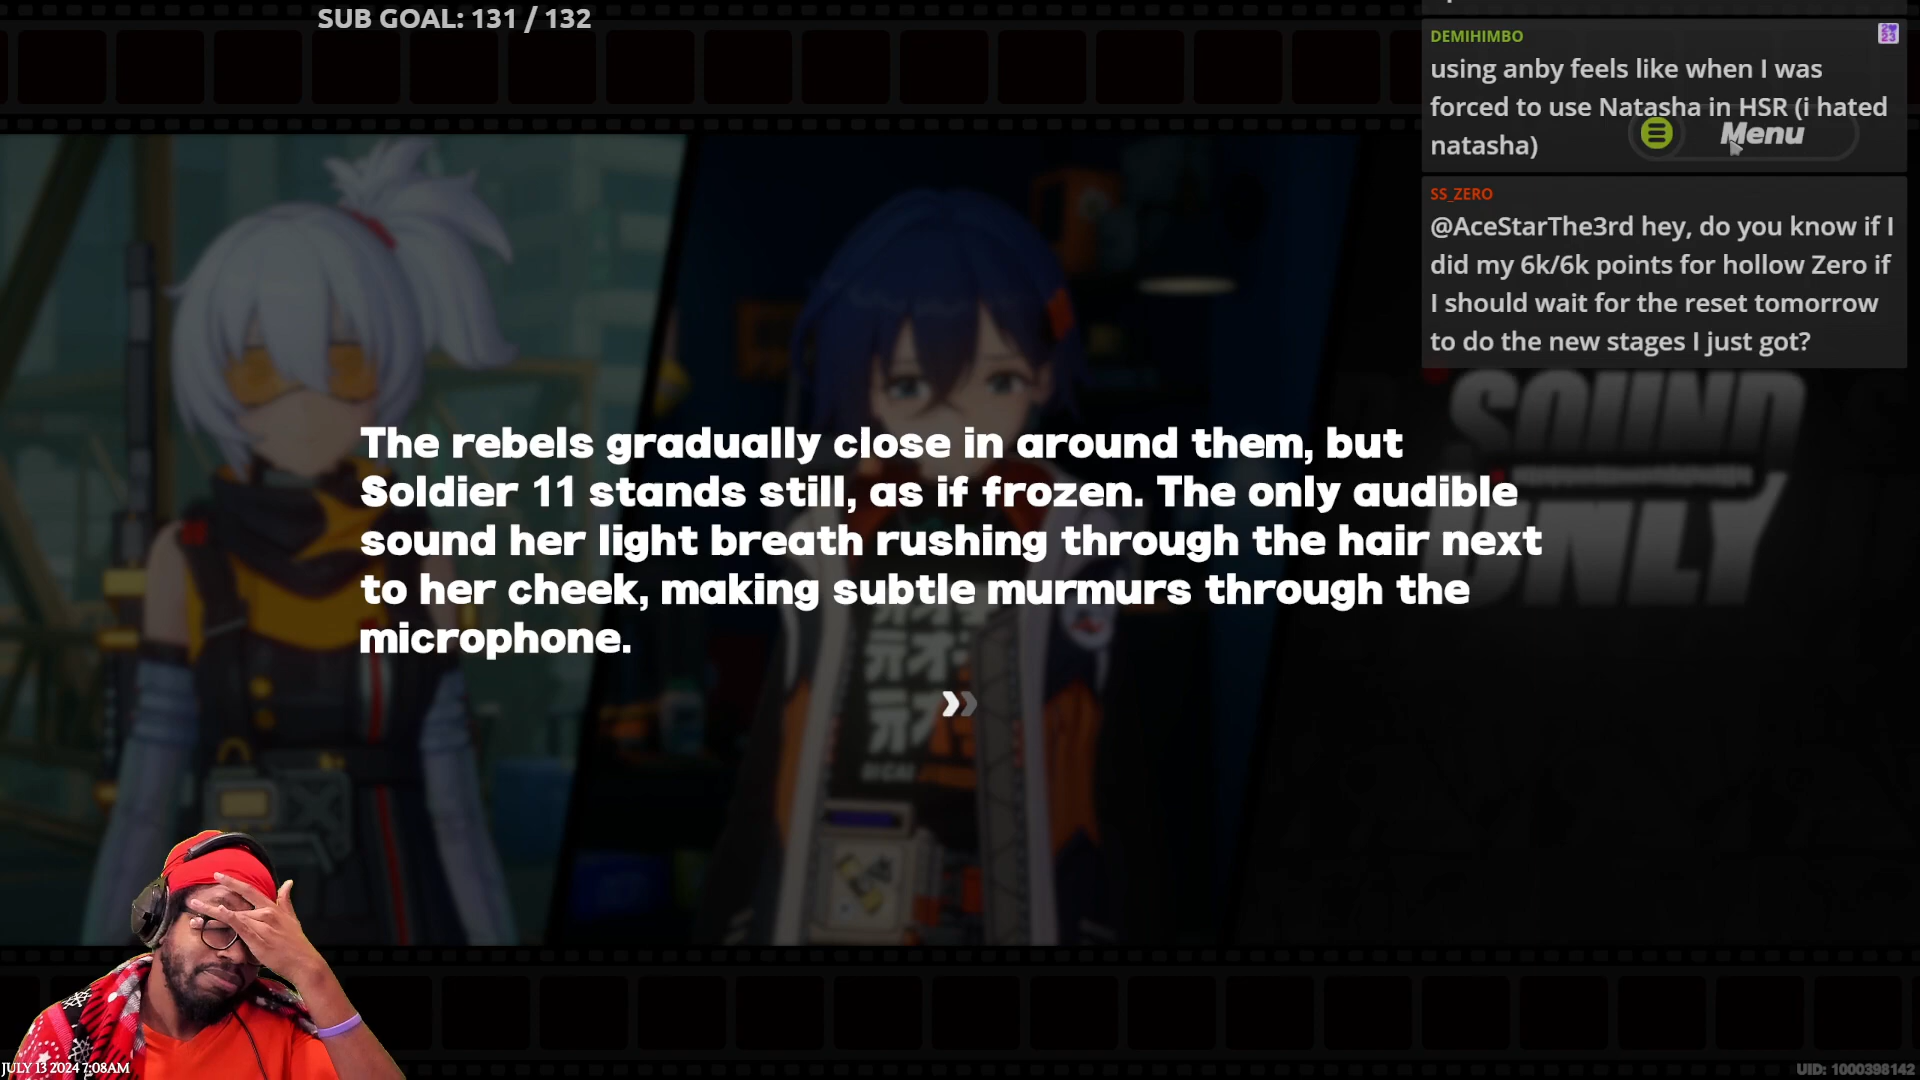 SUB GOAL: 131 / 132
DEMIHIMBO
using anby feels like when I was
forced to use Natasha in HSR (i hated
natasha)
Menu
SS_ZERO
@AceStarThe3rd hey, do you know if I
did my 6k/6k points for hollow Zero if
I should wait for the reset tomorrow
to do the new stages I just got?
SOUND
ONLY
The rebels gradually close in around them, but
Soldier 11 stands still, as if frozen. The only audible
sound her light breath rushing through the hair next
to her cheek, making subtle murmurs through the
microphone.
JULY 13 2024 7:08AM
UID: 1000398142